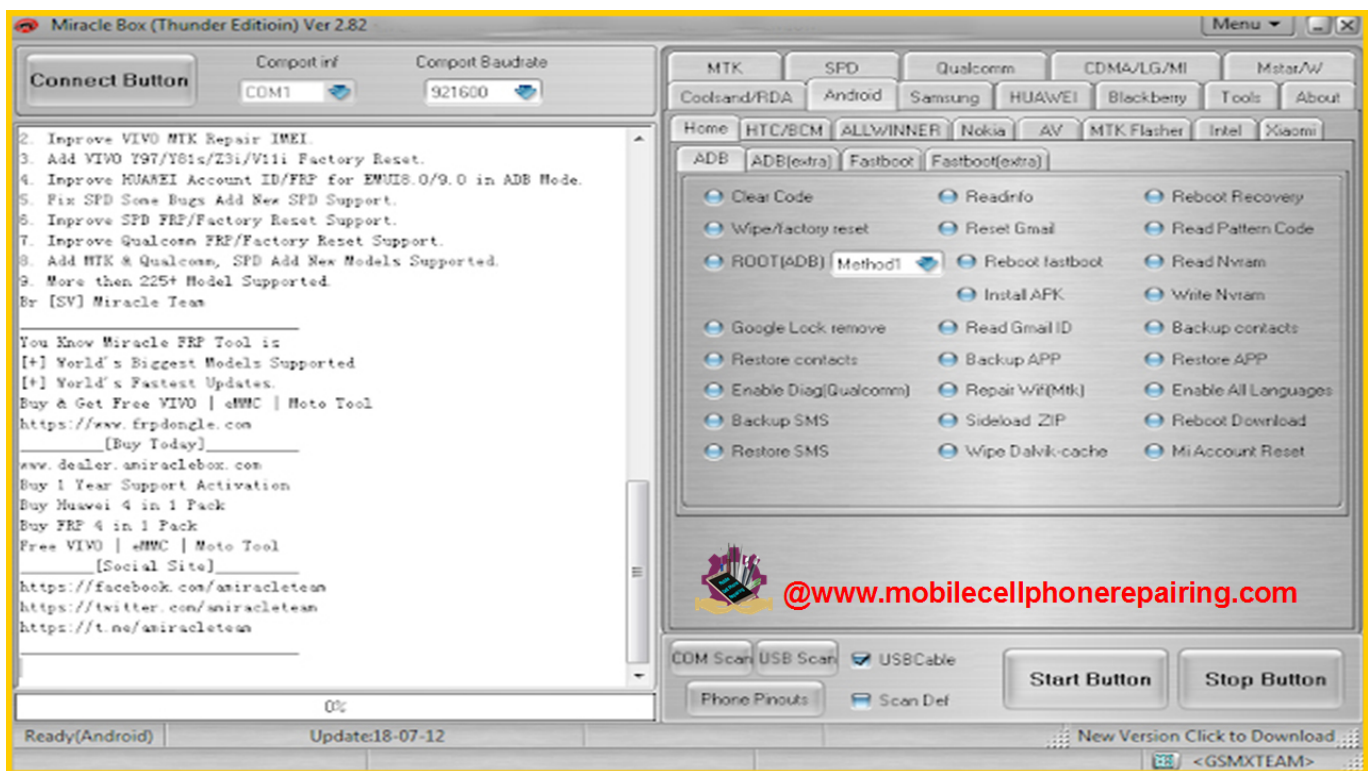 Miracle Box (Thunder Editioin) Ver 2.82
Menu
Connect Button
Comport inf
Comport Baudrate
COM1
921600
2. Improve VIVO MTK Repair IMEI.
3. Add VIVO Y97/Y81s/Z3i/V11i Factory Reset.
4. Improve HUAWEI Account ID/FRP for EMUI8.0/9.0 in ADB Mode.
5. Fix SPD Some Bugs Add New SPD Support.
6. Improve SPD FRP/Factory Reset Support.
7. Improve Qualcomm FRP/Factory Reset Support.
8. Add MTK & Qualcomm, SPD Add New Models Supported.
9. More then 225+ Model Supported.
Br [SV] Miracle Team
You Know Miracle FRP Tool is
[+] World's Biggest Models Supported
[+] World's Fastest Updates.
Buy & Get Free VIVO | eMMC | Moto Tool
https://www.frpdongle.com
_______[Buy Today]_______
www.dealer.amiraclebox.com
Buy 1 Year Support Activation
Buy Huawei 4 in 1 Pack
Buy FRP 4 in 1 Pack
Free VIVO | eMMC | Moto Tool
_______[Social Site]_______
https://facebook.com/amiracleteam
https://twitter.com/amiracleteam
https://t.me/amiracleteam
0%
MTK SPD Qualcomm CDMA/LG/MI Mstar/W
Coolsand/RDA Android Samsung HUAWEI Blackberry Tools About
Home HTC/BCM ALLWINNER Nokia AV MTK Flasher Intel Xiaomi
ADB ADB(extra) Fastboot Fastboot(extra)
Clear Code Readinfo Reboot Recovery
Wipe/factory reset Reset Gmail Read Pattern Code
ROOT(ADB) Method1 Reboot fastboot Read Nvram
Install APK Write Nvram
Google Lock remove Read Gmail ID Backup contacts
Restore contacts Backup APP Restore APP
Enable Diag(Qualcomm) Repair Wifi(Mtk) Enable All Languages
Backup SMS Sideload ZIP Reboot Download
Restore SMS Wipe Dalvik-cache Mi Account Reset
@www.mobilecellphonerepairing.com
COM Scan USB Scan USBCable
Phone Pinouts Scan Def
Start Button
Stop Button
Ready(Android) Update:18-07-12 New Version Click to Download
<GSMXTEAM>